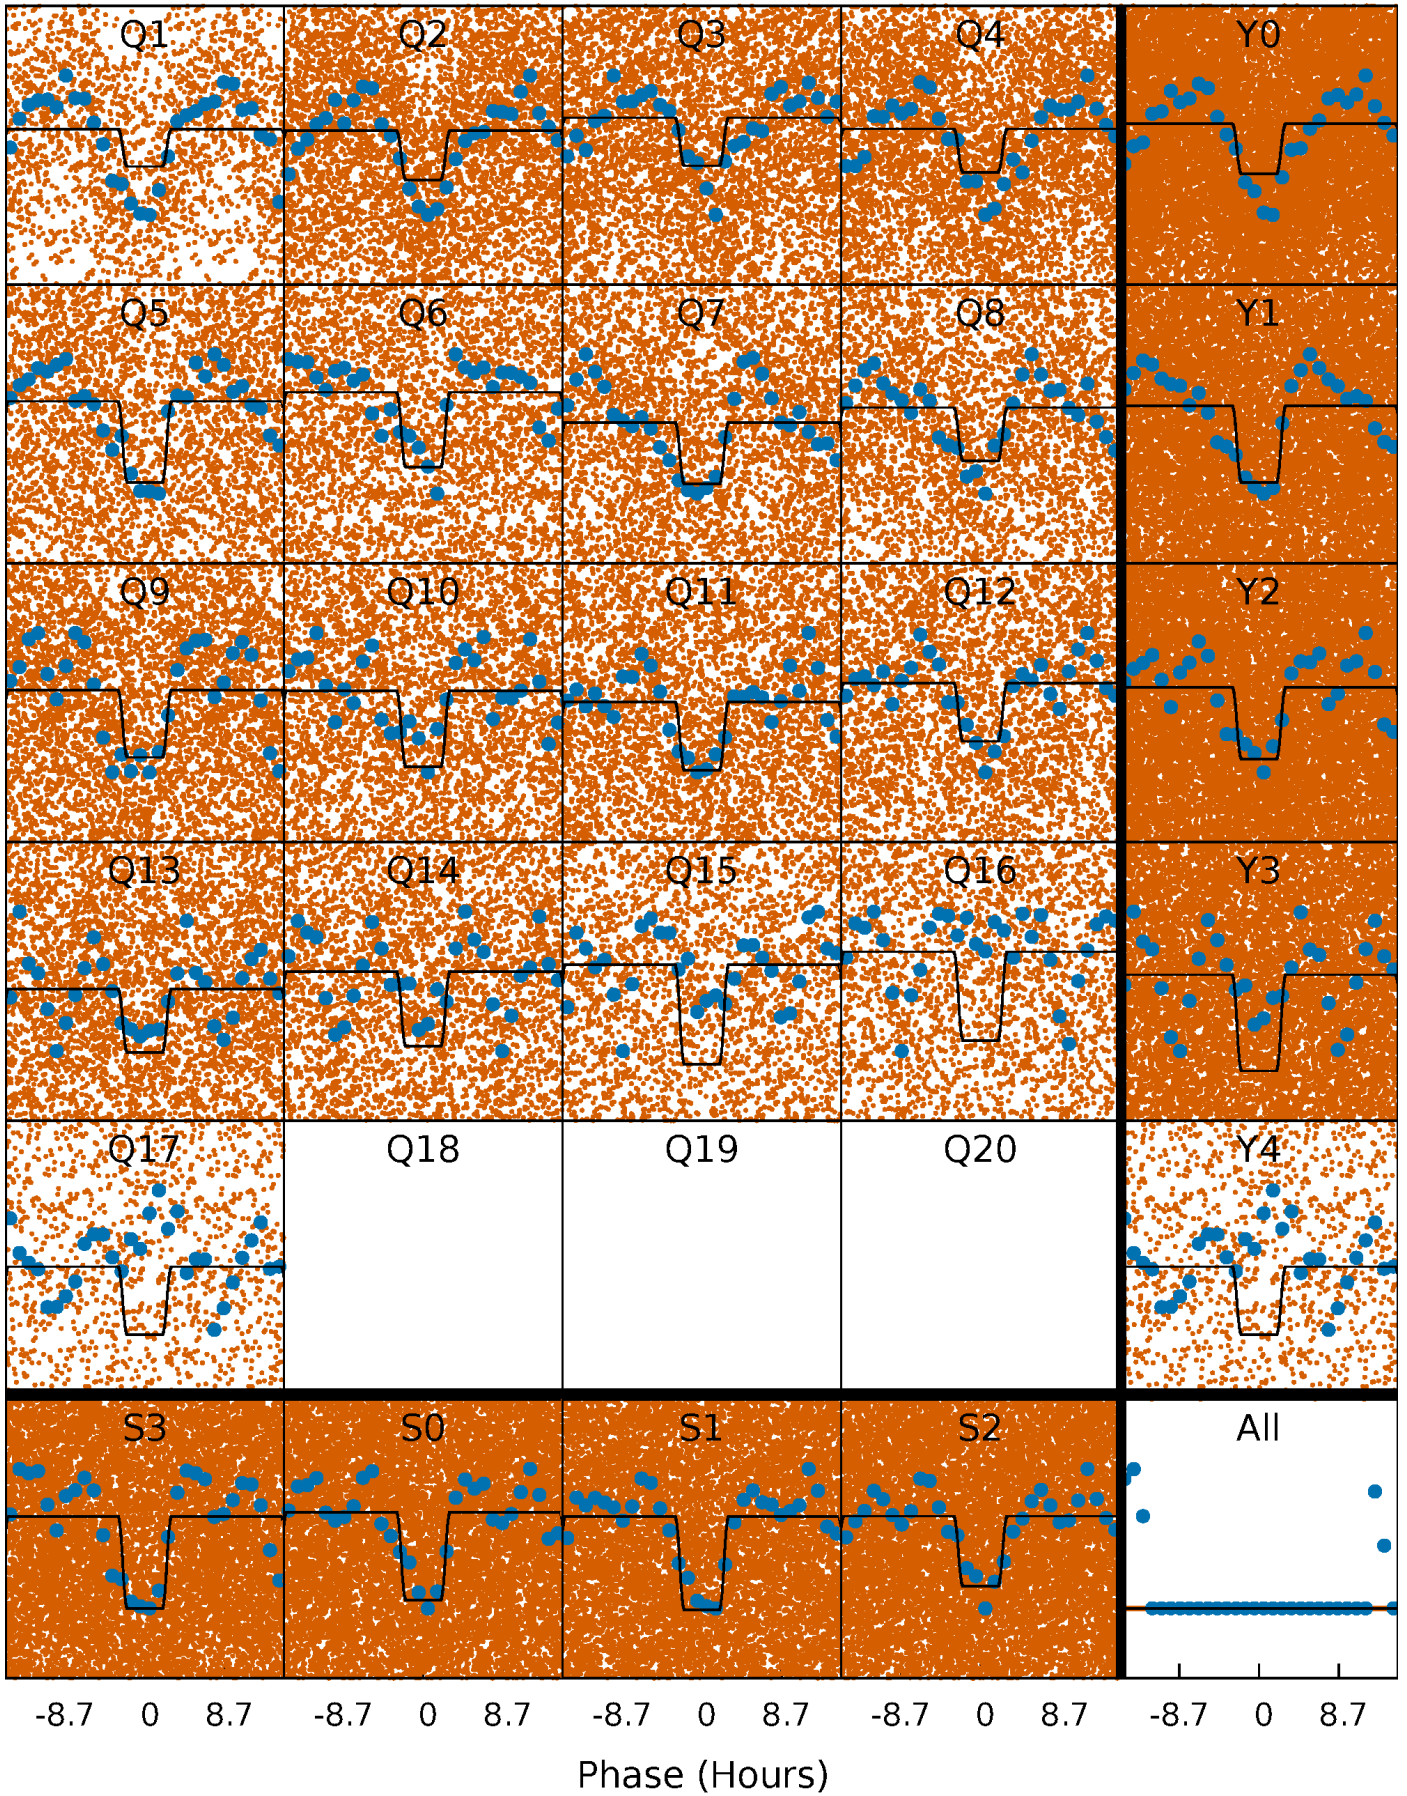 Q1 Q2 Q3 Q4 Y0
Q5 Q6 Q7 Q8 Y1
Q9 Q10 Q11 Q12 Y2
Q13 Q14 Q15 Q16 Y3
Q17 Q18 Q19 Q20 Y4
S3 S0 S1 S2 All
-8.7 0 8.7 -8.7 0 8.7 -8.7 0 8.7 -8.7 0 8.7 -8.7 0 8.7
Phase (Hours)